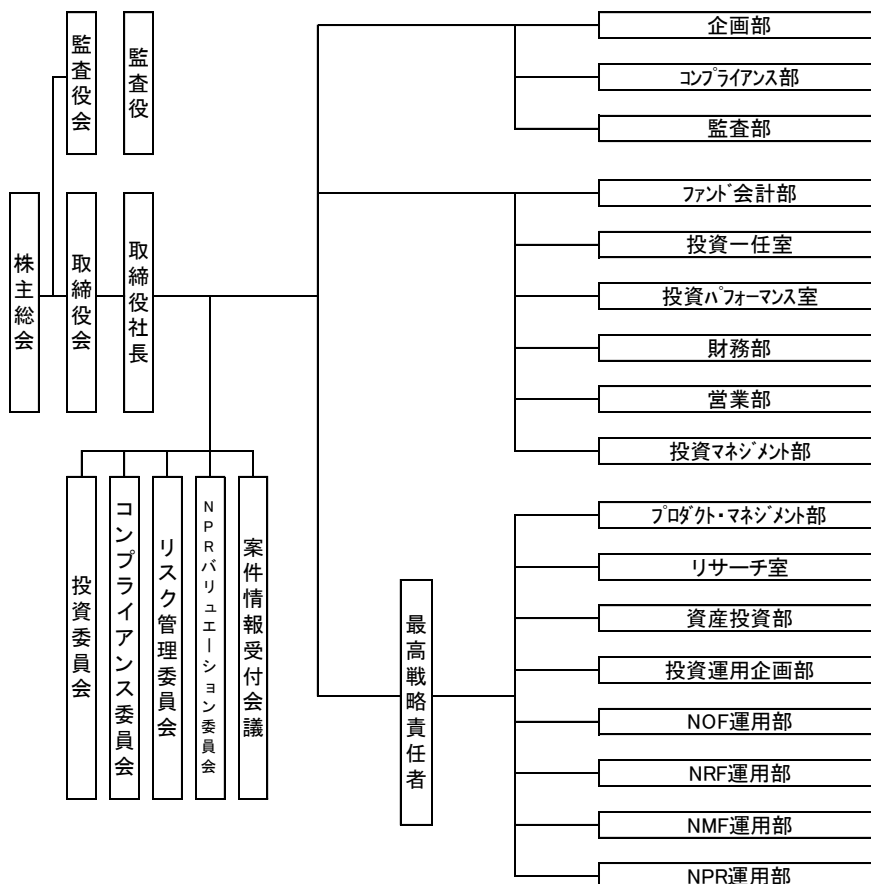 監査役会
監査役
株主総会
取締役会
取締役社長
投資委員会
コンプライアンス委員会
リスク管理委員会
NPRバリュエーション委員会
案件情報受付会議
最高戦略責任者
企画部
コンプライアンス部
監査部
ファンド会計部
投資一任室
投資パフォーマンス室
財務部
営業部
投資マネジメント部
プロダクト・マネジメント部
リサーチ室
資産投資部
投資運用企画部
NOF運用部
NRF運用部
NMF運用部
NPR運用部